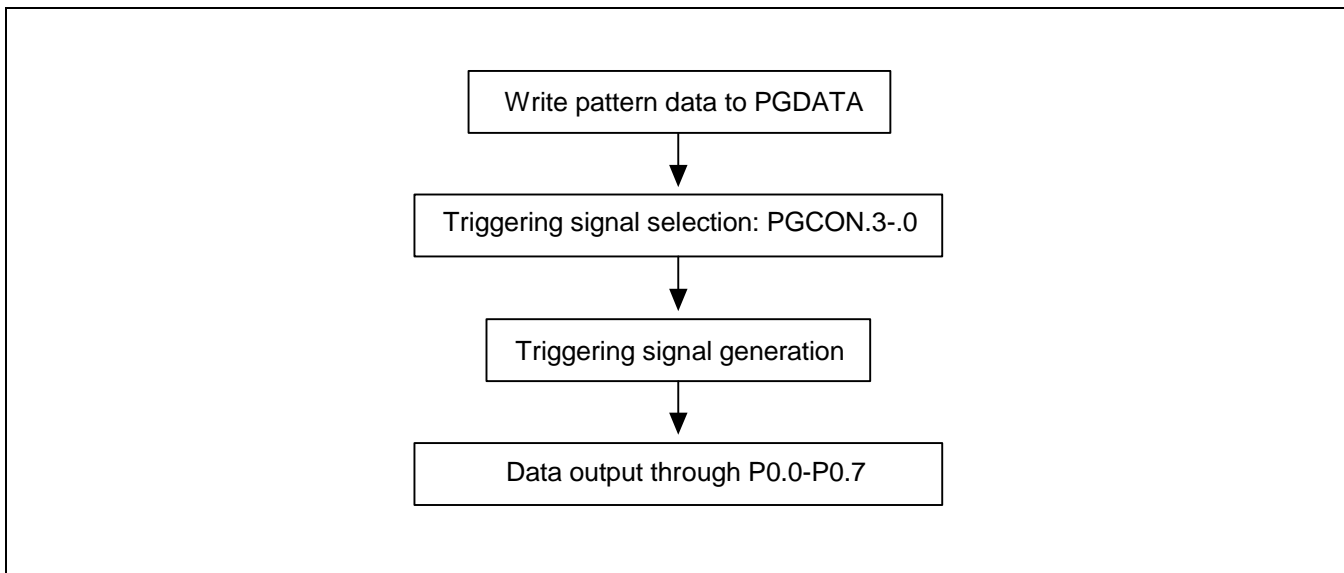 Write pattern data to PGDATA
Triggering signal selection: PGCON.3-.0
Triggering signal generation
Data output through P0.0-P0.7